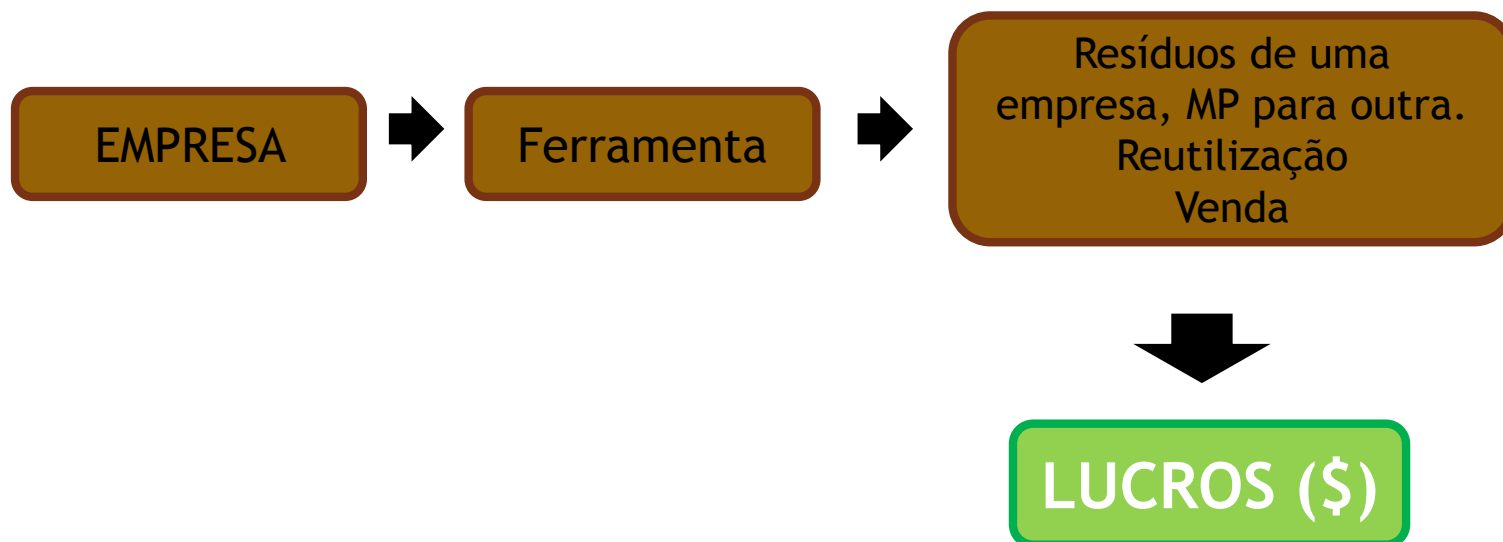 EMPRESA
Ferramenta
Resíduos de uma
empresa, MP para outra.
Reutilização
Venda
LUCROS ($)